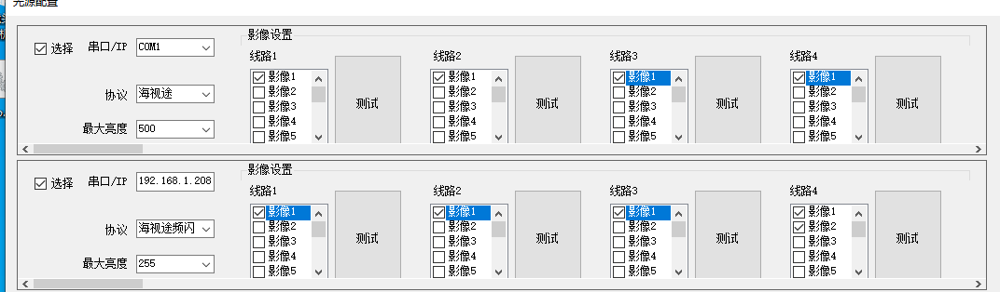 光源配置
影像设置
选择 串口/IP COM1
线路1 线路2 线路3 线路4
影像1 影像1 影像1 影像1
影像2 影像2 影像2 影像2
协议 海视途
影像3 测试 影像3 测试 影像3 测试 影像3 测试
影像4 影像4 影像4 影像4
最大亮度 500
影像5 影像5 影像5 影像5
影像设置
选择 串口/IP 192.168.1.208
线路1 线路2 线路3 线路4
影像1 影像1 影像1 影像1
影像2 影像2 影像2 影像2
协议 海视途频闪
影像3 测试 影像3 测试 影像3 测试 影像3 测试
影像4 影像4 影像4 影像4
最大亮度 255
影像5 影像5 影像5 影像5